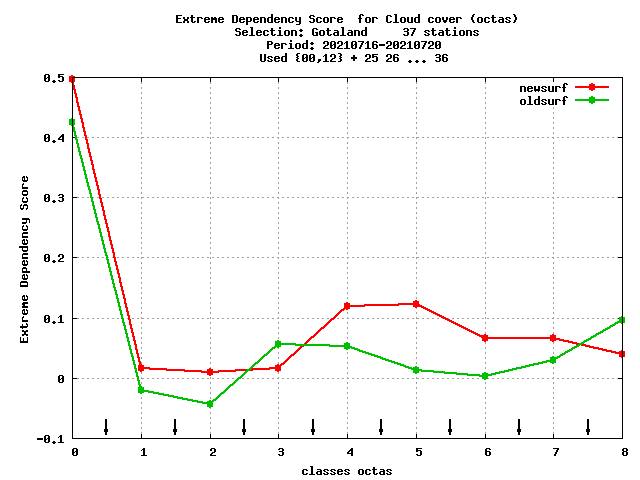 Extreme Dependency Score  for Cloud cover (octas)
Selection: Gotaland     37 stations
Period: 20210716-20210720
Used {00,12} + 25 26 ... 36
newsurf
oldsurf
Extreme Dependency Score
0.5
0.4
0.3
0.2
0.1
0
-0.1
0 1 2 3 4 5 6 7 8
classes octas